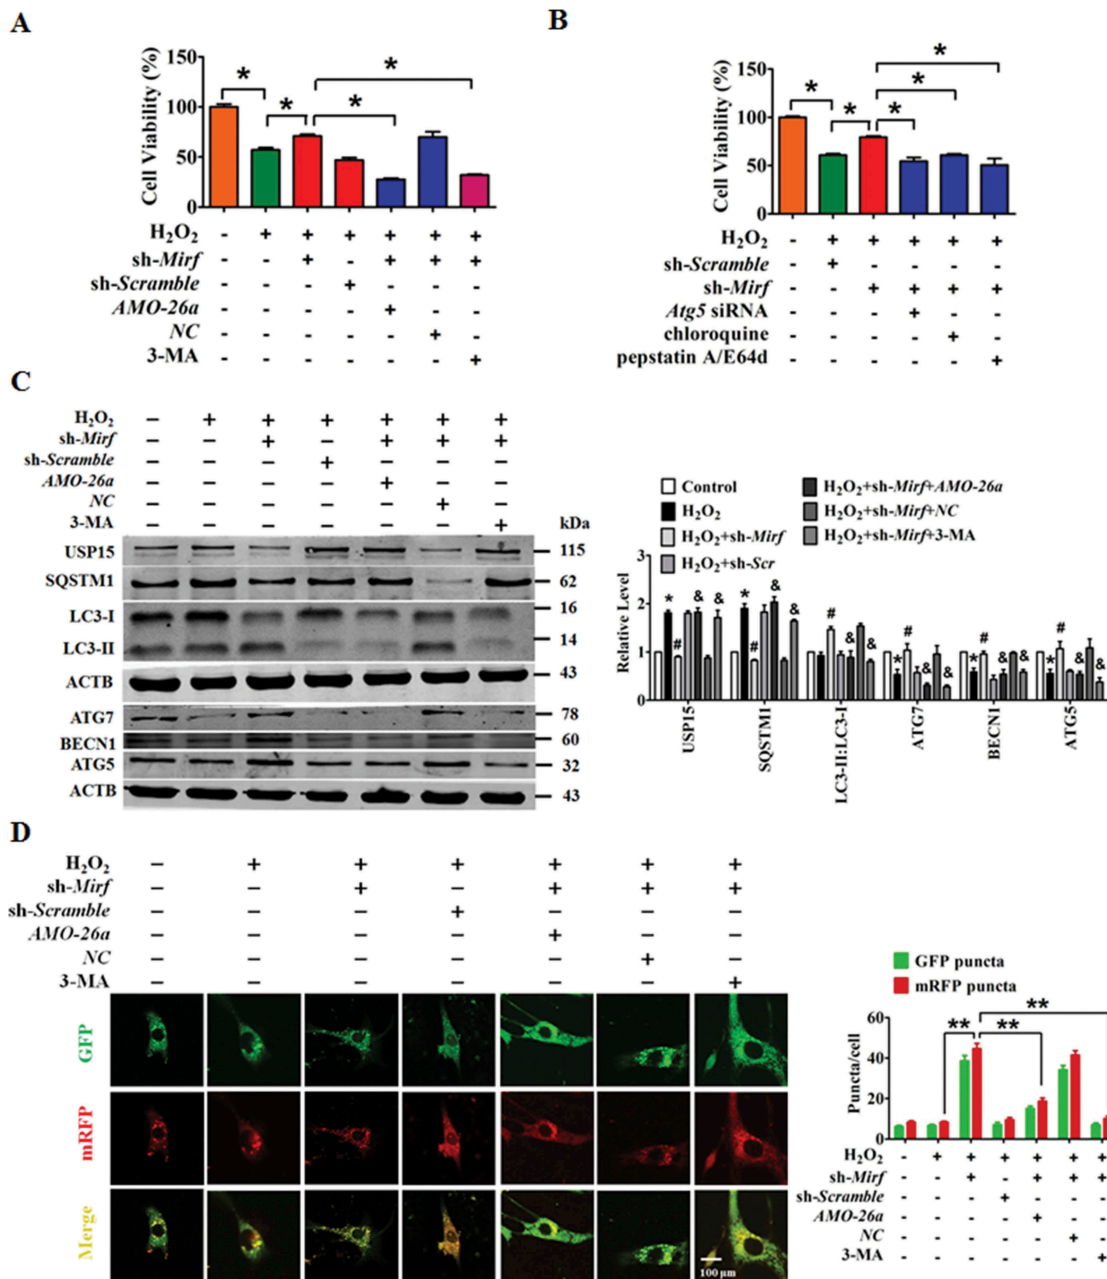 A
Cell Viability (%)
150
100
50
0
* * * *
H₂O₂ - + + + + + +
sh-Mirf - - + - + + +
sh-Scramble - - - + - - -
AMO-26a - - - - + - -
NC - - - - - + -
3-MA - - - - - - +
B
Cell Viability (%)
150
100
50
0
* * * * *
H₂O₂ - + + + + +
sh-Scramble - + - - - -
sh-Mirf - - + + + +
Atg5 siRNA - - - + - -
chloroquine - - - - + -
pepstatin A/E64d - - - - - +
C
H₂O₂ − + + + + + +
sh-Mirf − − + − + + +
sh-Scramble − − − + − − −
AMO-26a − − − − + − −
NC − − − − − + −
3-MA − − − − − − + kDa
USP15 115
SQSTM1 62
LC3-I 16
LC3-II 14
ACTB 43
ATG7 78
BECN1 60
ATG5 32
ACTB 43
Control
H₂O₂
H₂O₂+sh-Mirf
H₂O₂+sh-Scr
H₂O₂+sh-Mirf+AMO-26a
H₂O₂+sh-Mirf+NC
H₂O₂+sh-Mirf+3-MA
Relative Level
3
2
1
0
* # & &
* # & &
# & &
* # & &
* # & &
* # & &
USP15
SQSTM1
LC3-II:LC3-I
ATG7
BECN1
ATG5
D
H₂O₂ − + + + + + +
sh-Mirf − − + − + + +
sh-Scramble − − − + − − −
AMO-26a − − − − + − −
NC − − − − − + −
3-MA − − − − − − +
GFP
mRFP
Merge
100 μm
GFP puncta
mRFP puncta
Puncta/cell
60
40
20
0
** ** **
H₂O₂ - + + + + + +
sh-Mirf - - + - + + +
sh-Scramble - - - + - - -
AMO-26a - - - - + - -
NC - - - - - + -
3-MA - - - - - - +